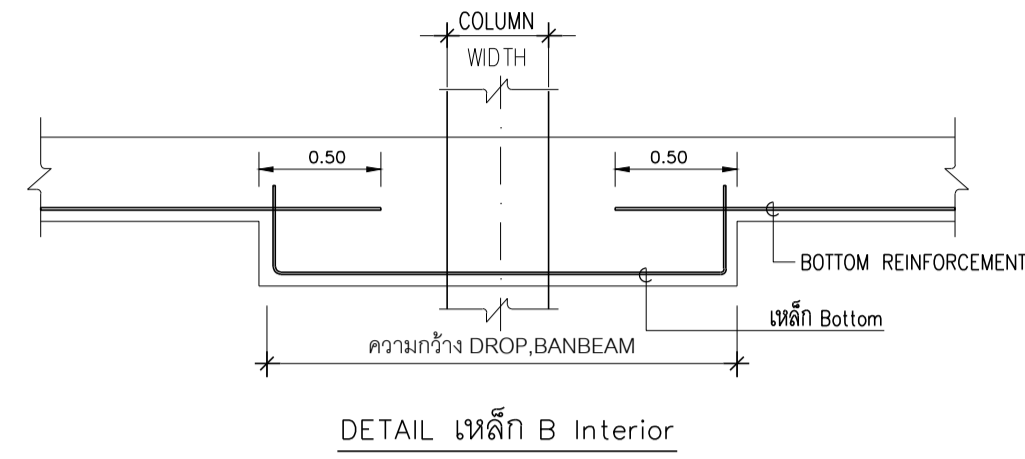 COLUMN
WIDTH
0.50
0.50
BOTTOM REINFORCEMENT
เหล็ก Bottom
ความกว้าง DROP,BANBEAM
DETAIL เหล็ก B Interior